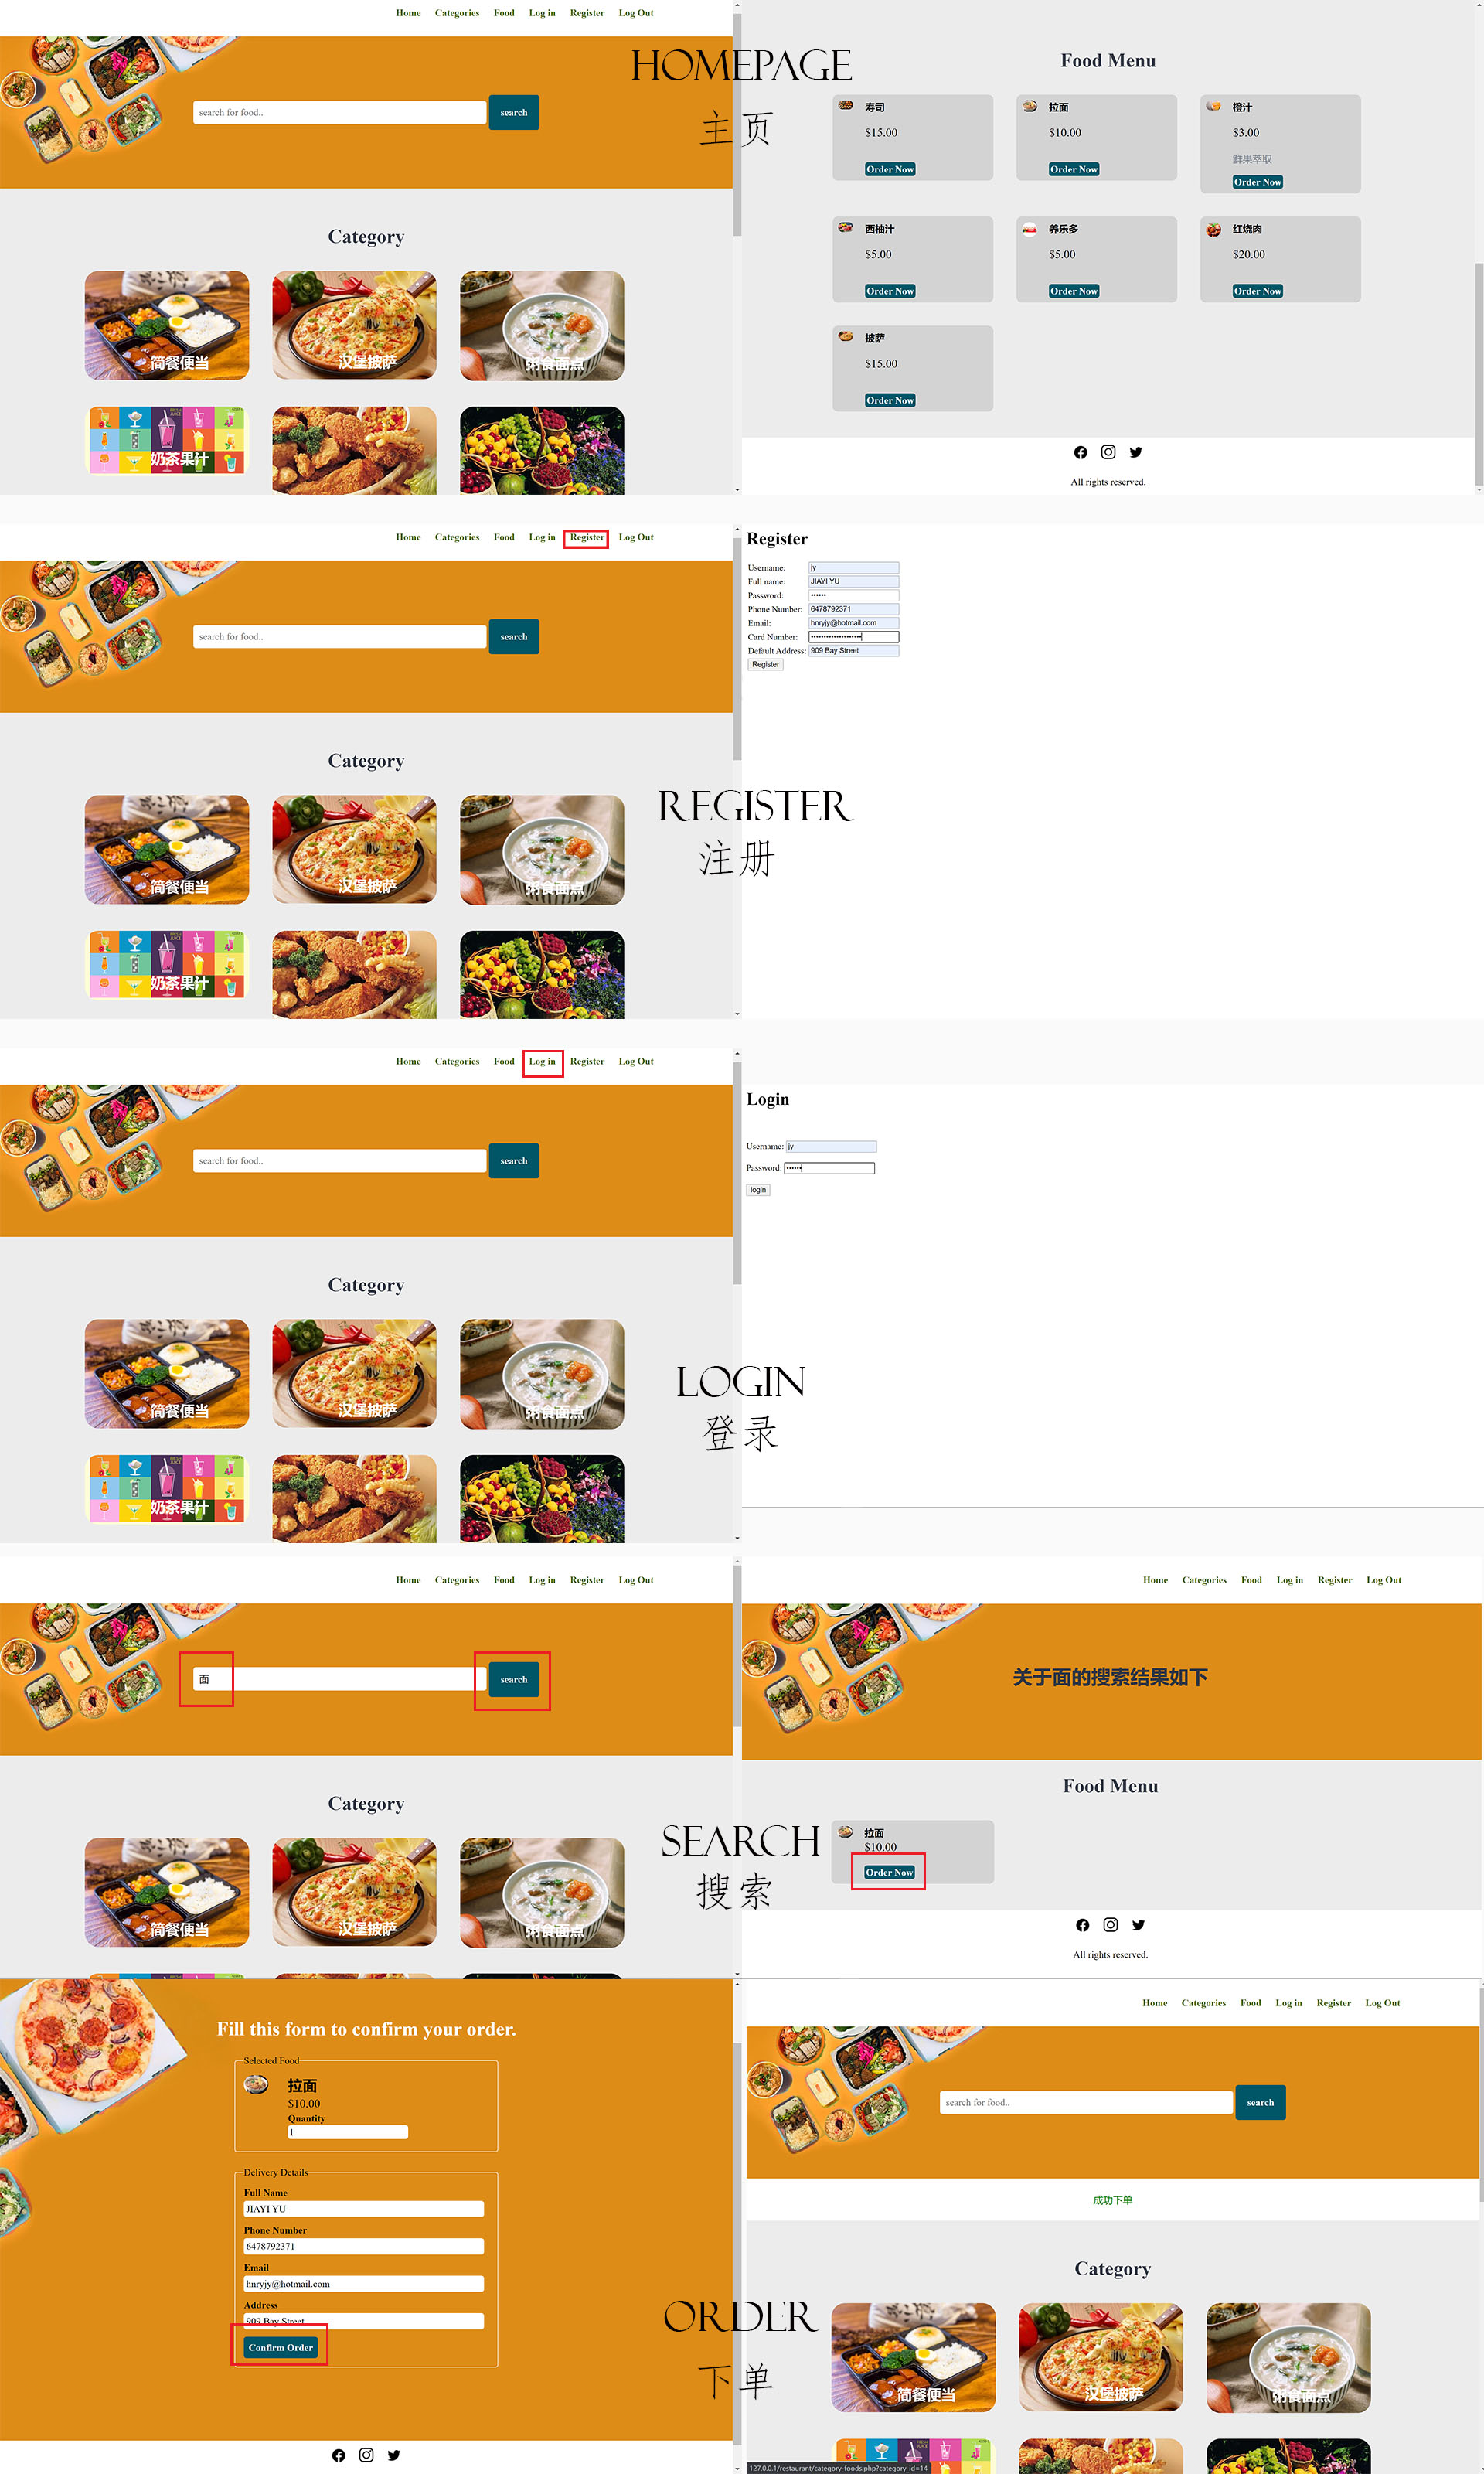 Home Categories Food Log in Register Log Out
search for food.. search
Category
简餐便当 汉堡披萨 粥食面点
奶茶果汁
HOMEPAGE
主页
Food Menu
寿司 拉面 橙汁
$15.00 $10.00 $3.00
鲜果萃取
Order Now Order Now Order Now
西柚汁 养乐多 红烧肉
$5.00 $5.00 $20.00
Order Now Order Now Order Now
披萨
$15.00
Order Now
All rights reserved.
Home Categories Food Log in Register Log Out
search for food.. search
Category
简餐便当 汉堡披萨 粥食面点
奶茶果汁
REGISTER
注册
Register
Username: jy
Full name: JIAYI YU
Password: ••••••
Phone Number: 6478792371
Email: hnryjy@hotmail.com
Card Number:
Default Address: 909 Bay Street
Register
Home Categories Food Log in Register Log Out
search for food.. search
Category
简餐便当 汉堡披萨 粥食面点
奶茶果汁
LOGIN
登录
Login
Username: jy
Password: ••••••
login
Home Categories Food Log in Register Log Out
面 search
Category
简餐便当 汉堡披萨 粥食面点
SEARCH
搜索
Home Categories Food Log in Register Log Out
关于面的搜索结果如下
Food Menu
拉面
$10.00
Order Now
All rights reserved.
Fill this form to confirm your order.
Selected Food
拉面
$10.00
Quantity
1
Delivery Details
Full Name
JIAYI YU
Phone Number
6478792371
Email
hnryjy@hotmail.com
Address
909 Bay Street
Confirm Order
ORDER
下单
Home Categories Food Log in Register Log Out
search for food.. search
成功下单
Category
简餐便当 汉堡披萨 粥食面点
127.0.0.1/restaurant/category-foods.php?category_id=14